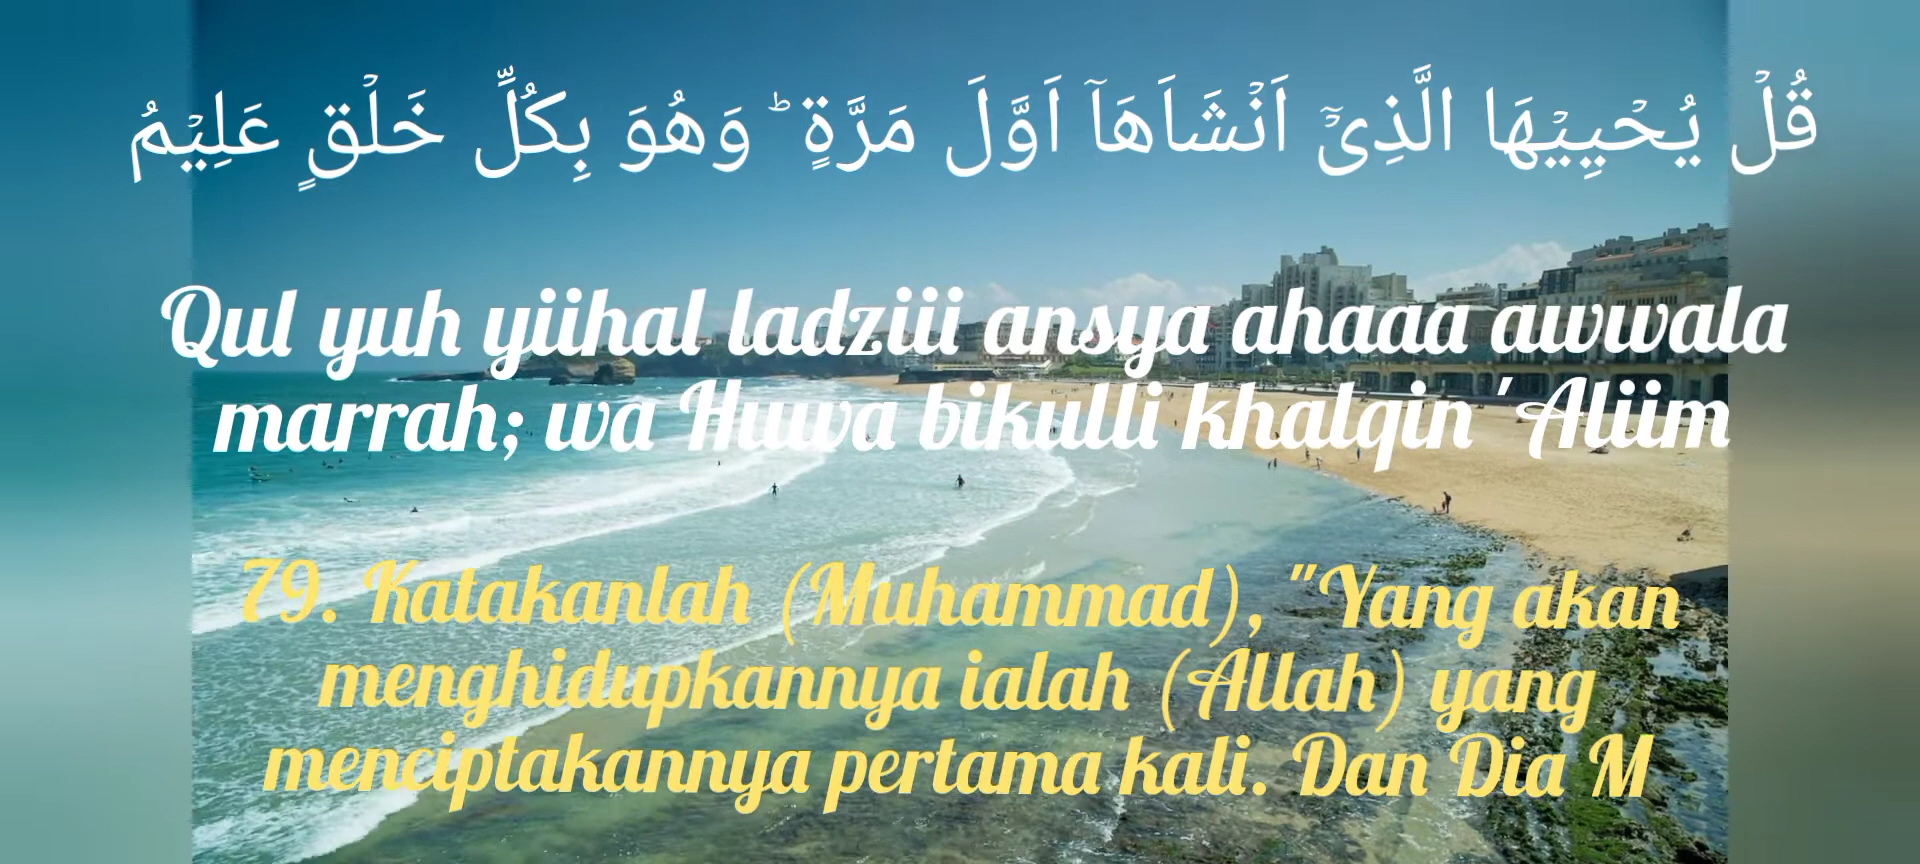 قُلْ يُحْيِيْهَا الَّذِيْٓ اَنْشَاَهَآ اَوَّلَ مَرَّةٍ ۗ وَهُوَ بِكُلِّ خَلْقٍ عَلِيْمُ
Qul yuh yiihal ladziii ansya ahaaa awwala
marrah; wa Huwa bikulli khalqin 'Aliim
79. Katakanlah (Muhammad), "Yang akan
menghidupkannya ialah (Allah) yang
menciptakannya pertama kali. Dan Dia M